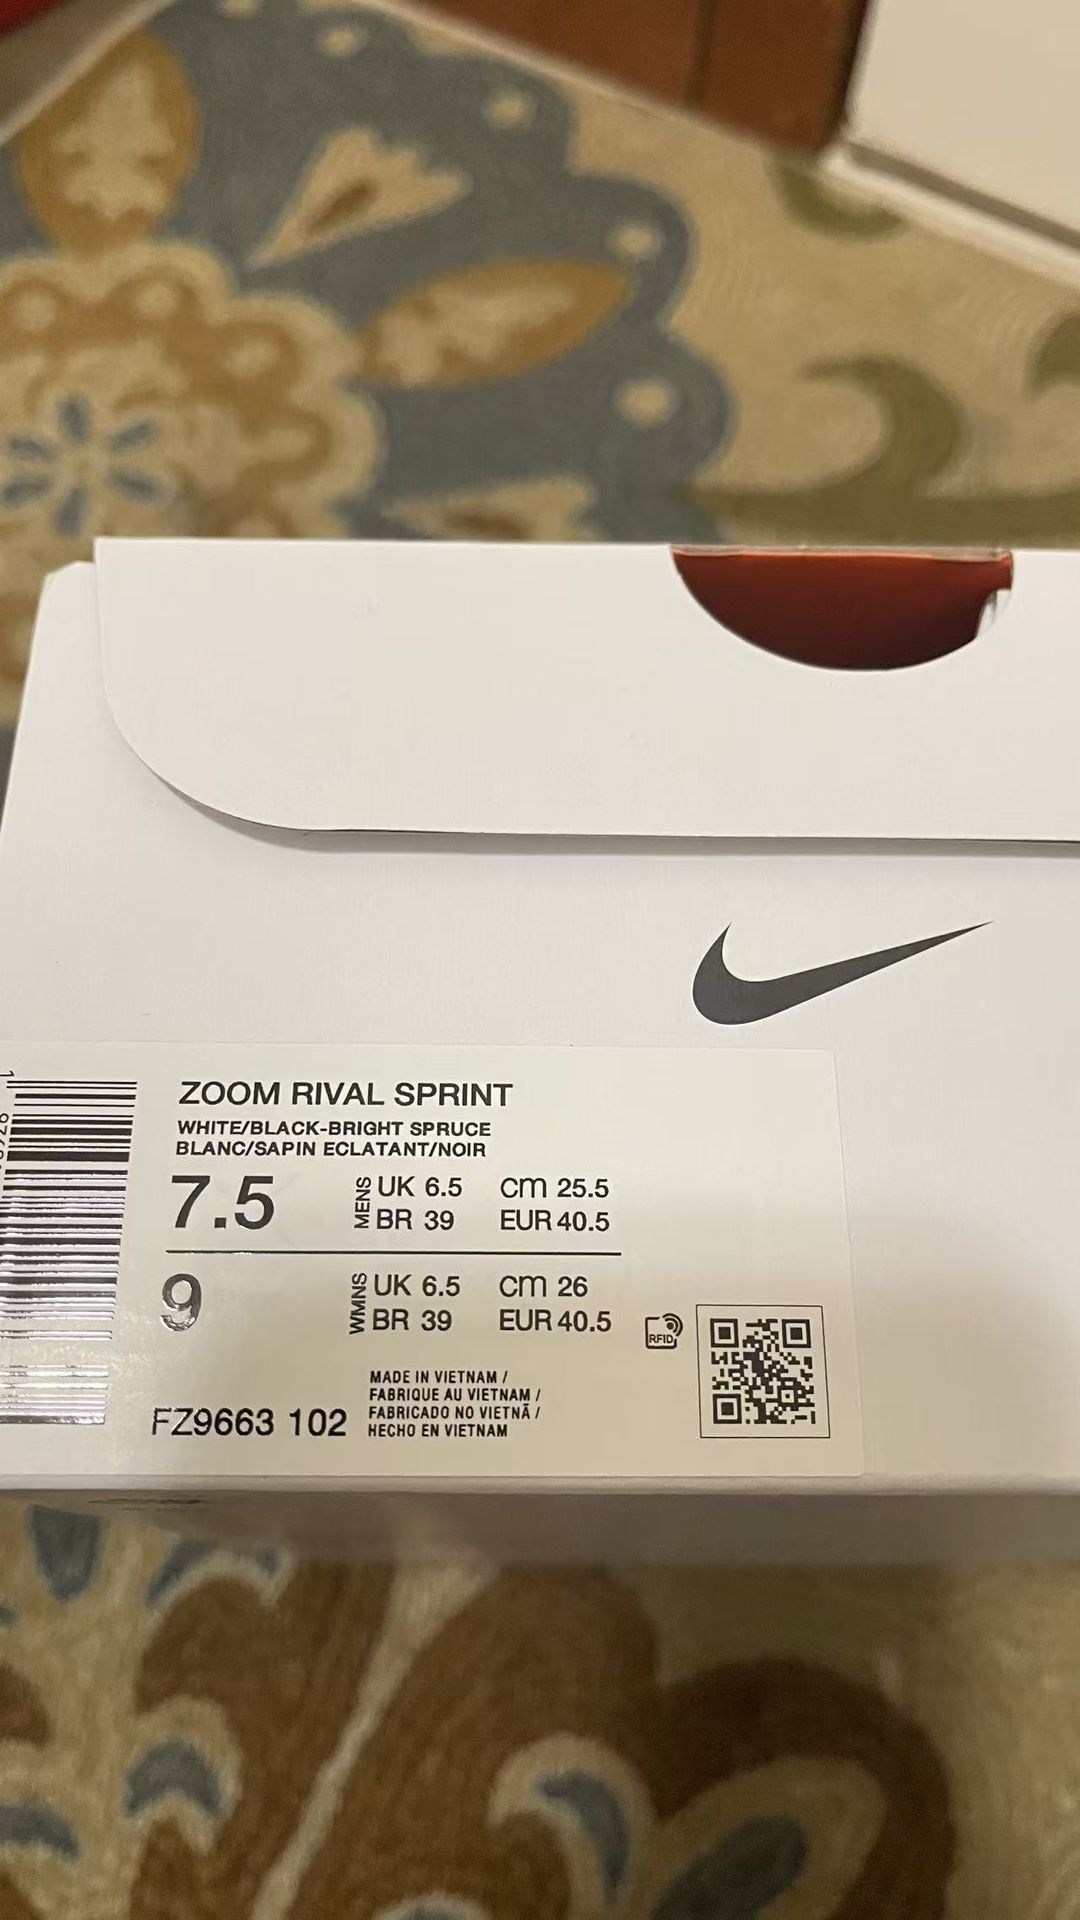 ZOOM RIVAL SPRINT
WHITE/BLACK-BRIGHT SPRUCE
BLANC/SAPIN ECLATANT/NOIR
7.5 MENS UK 6.5 CM 25.5
BR 39 EUR 40.5
9 WMNS UK 6.5 CM 26
BR 39 EUR 40.5
RFID
MADE IN VIETNAM /
FABRIQUE AU VIETNAM /
FABRICADO NO VIETNÃ /
HECHO EN VIETNAM
FZ9663 102